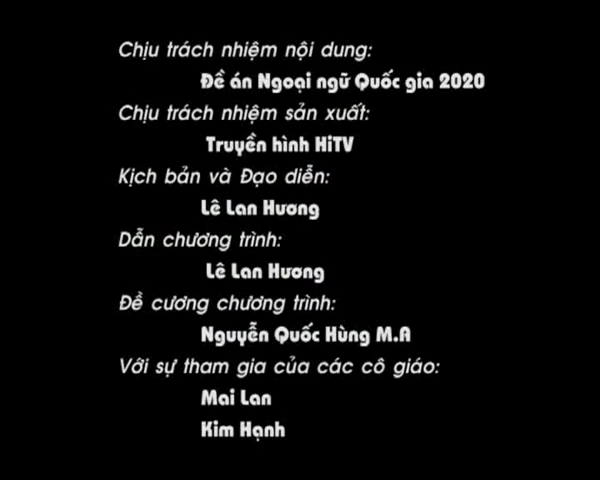 Chịu trách nhiệm nội dung:
Đề án Ngoại ngữ Quốc gia 2020
Chịu trách nhiệm sản xuất:
Truyền hình HiTV
Kịch bản và Đạo diễn:
Lê Lan Hương
Dẫn chương trình:
Lê Lan Hương
Đề cương chương trình:
Nguyễn Quốc Hùng M.A
Với sự tham gia của các cô giáo:
Mai Lan
Kim Hạnh